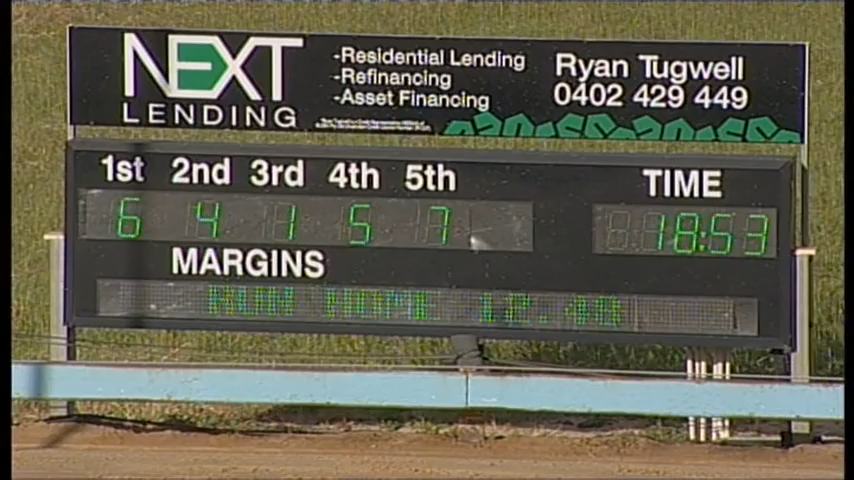 NEXT
LENDING
-Residential Lending
-Refinancing
-Asset Financing
Ryan Tugwell
0402 429 449
1st 2nd 3rd 4th 5th
TIME
6 4 1 5 7
18:53
MARGINS
RUN HOME 12.40